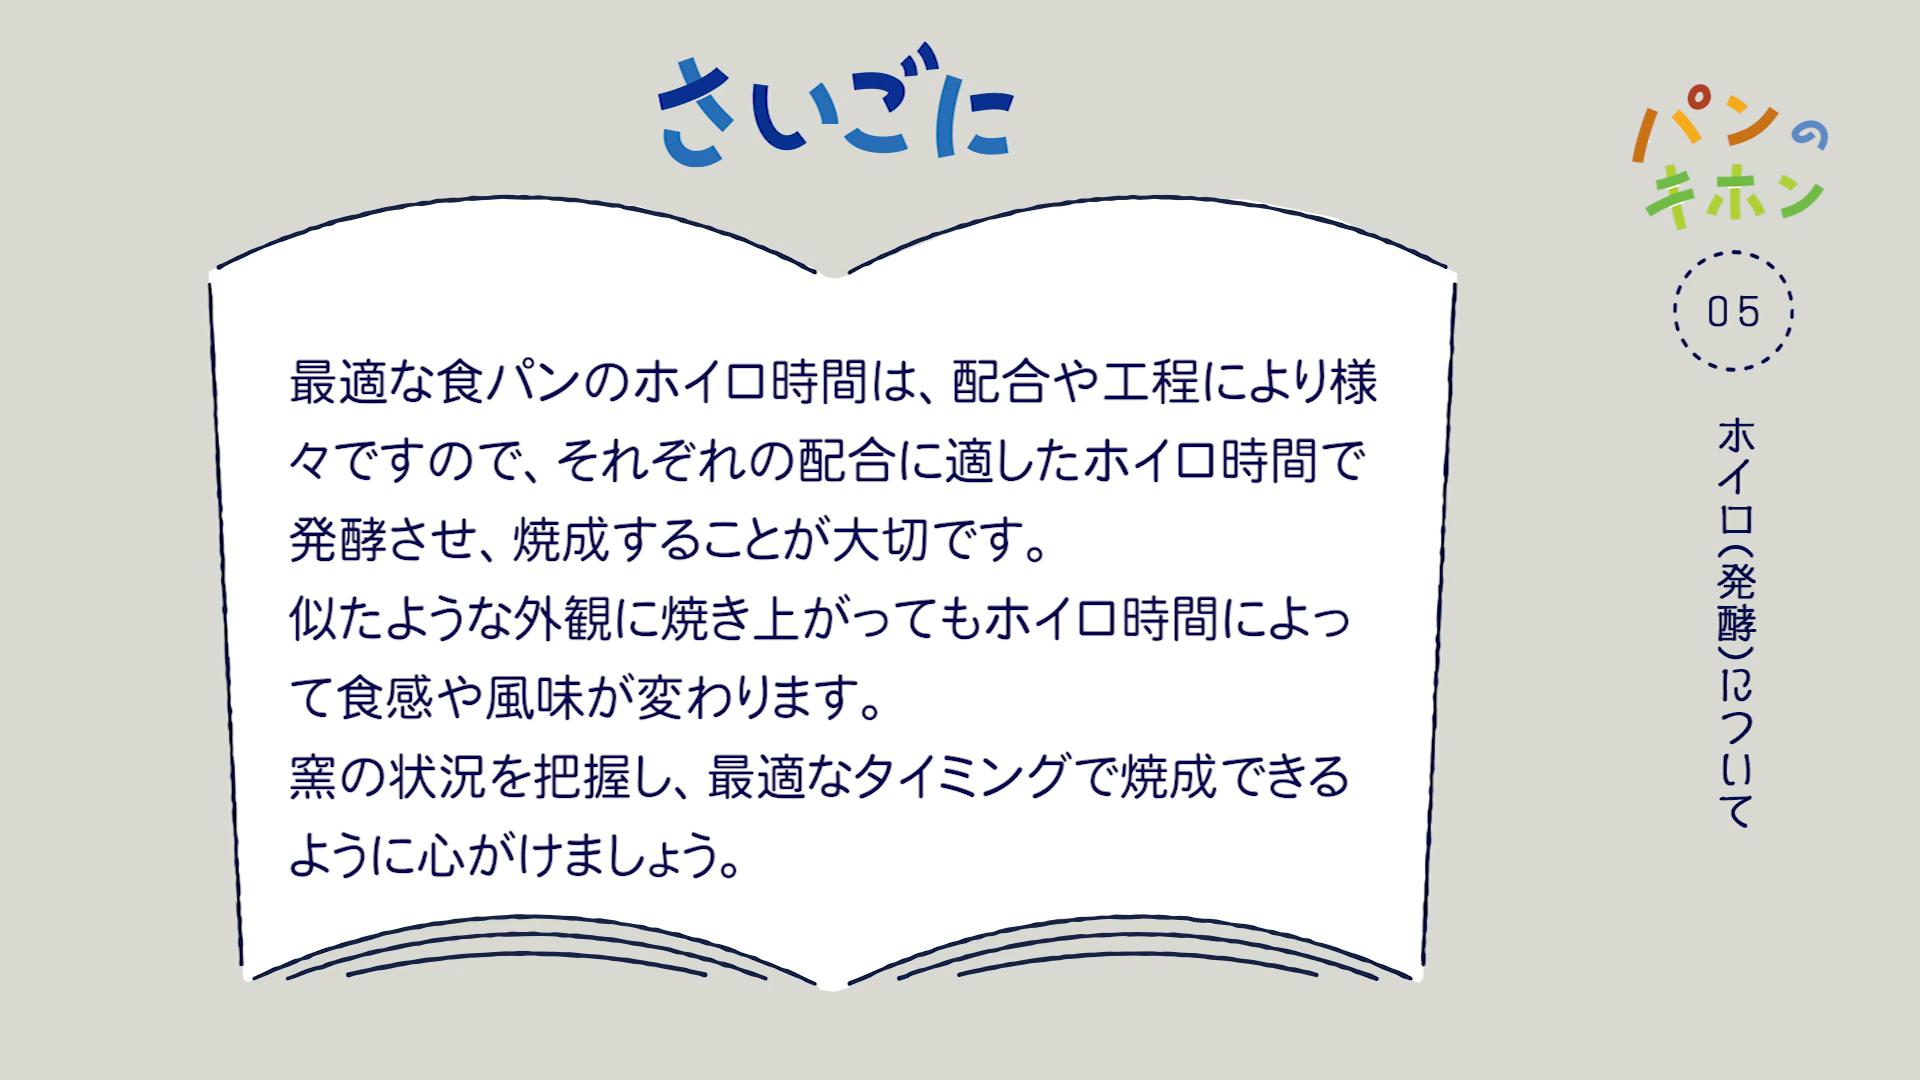 さいごに
最適な食パンのホイロ時間は、配合や工程により様
々ですので、それぞれの配合に適したホイロ時間で
発酵させ、焼成することが大切です。
似たような外観に焼き上がってもホイロ時間によっ
て食感や風味が変わります。
窯の状況を把握し、最適なタイミングで焼成できる
ように心がけましょう。
パンの
キホン
05
ホイロ(発酵)について